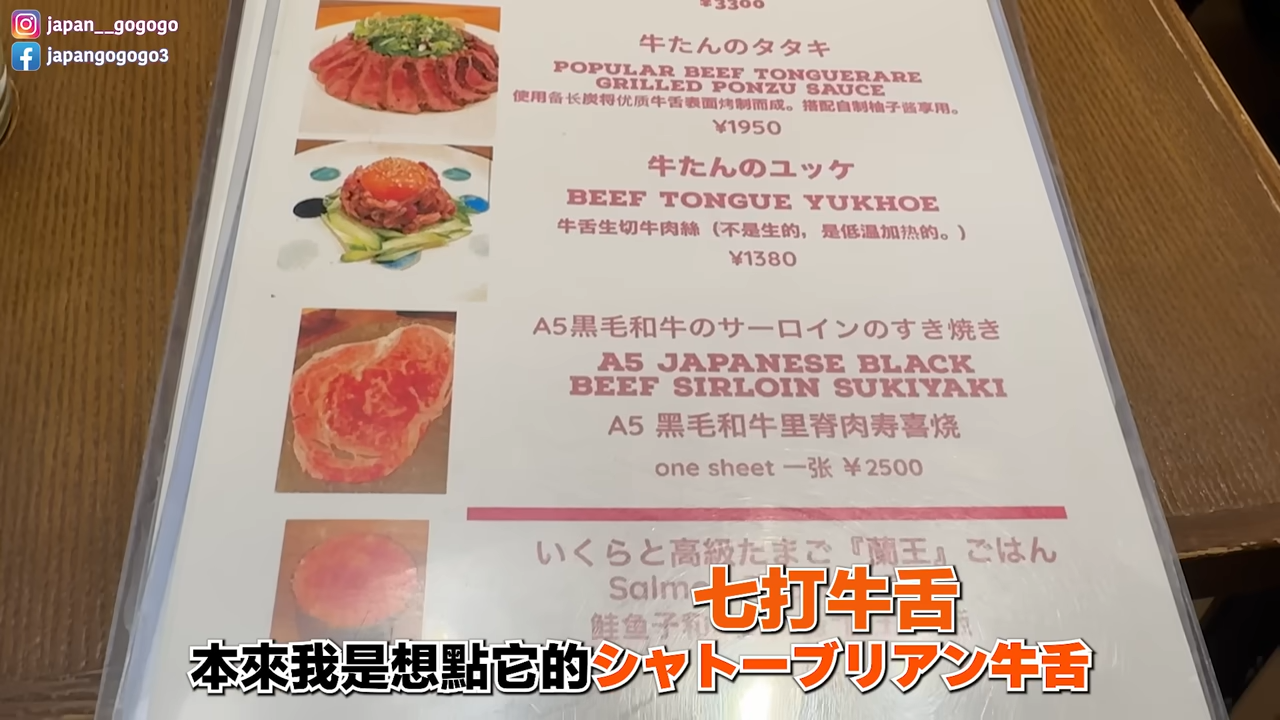 japan__gogogo
japangogogo3
¥3300
牛たんのタタキ
POPULAR BEEF TONGUERARE
GRILLED PONZU SAUCE
使用备长炭将优质牛舌表面烤制而成。搭配自制柚子酱享用。
¥1950
牛たんのユッケ
BEEF TONGUE YUKHOE
牛舌生切牛肉絲（不是生的，是低温加热的。）
¥1380
A5黒毛和牛のサーロインのすき焼き
A5 JAPANESE BLACK
BEEF SIRLOIN SUKIYAKI
A5 黑毛和牛里脊肉寿喜烧
one sheet 一张 ¥2500
いくらと高級たまご『蘭王』ごはん
七打牛舌
鲑鱼子和
本來我是想點它的シャトーブリアン牛舌